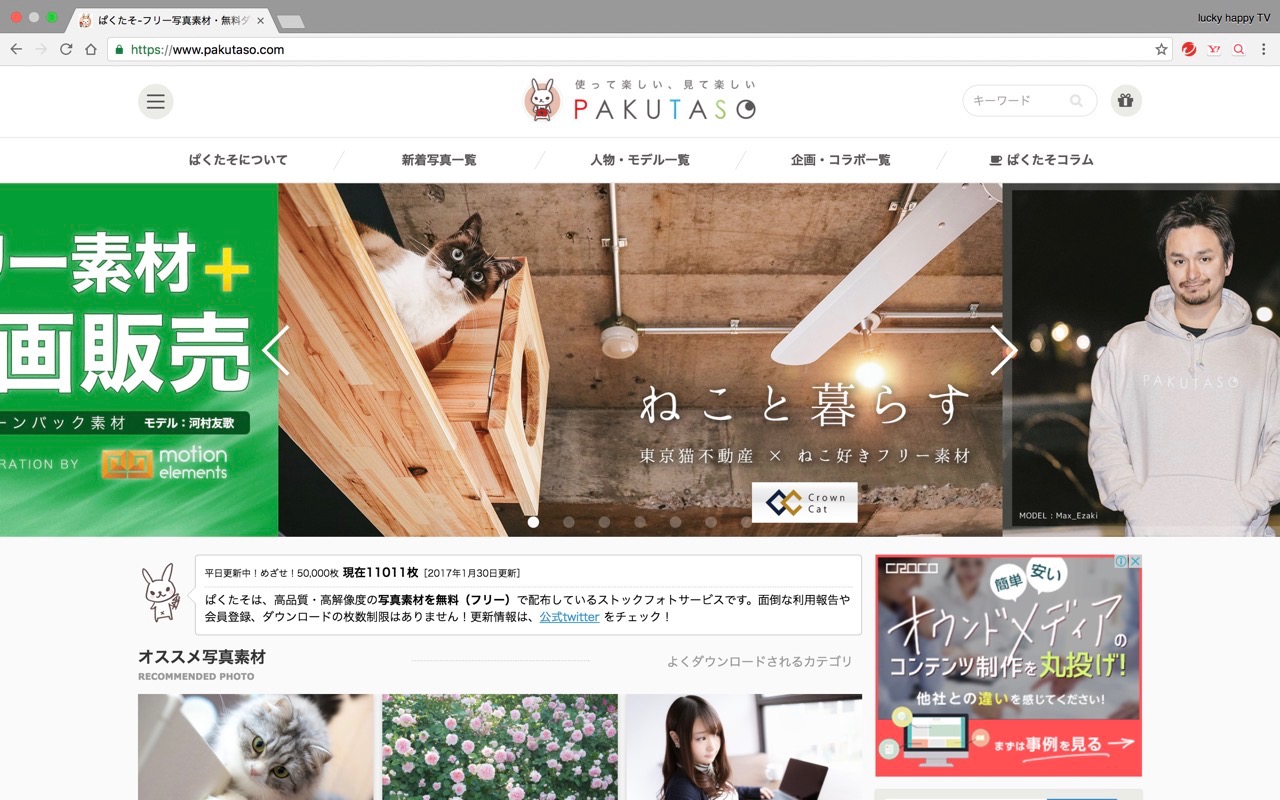 ぱくたそ-フリー写真素材・無料ダ
lucky happy TV
https://www.pakutaso.com
使って楽しい、見て楽しい
PAKUTASO
キーワード
ぱくたそについて
新着写真一覧
人物・モデル一覧
企画・コラボ一覧
ぱくたそコラム
リー素材+
画販売
ーンバック素材 モデル:河村友歌
RATION BY motion elements
ねこと暮らす
東京猫不動産 × ねこ好きフリー素材
Crown
Cat
PAKUTASO
MODEL : Max_Ezaki
平日更新中!めざせ!50,000枚 現在11011枚 [2017年1月30日更新]
ぱくたそは、高品質・高解像度の写真素材を無料(フリー)で配布しているストックフォトサービスです。面倒な利用報告や
会員登録、ダウンロードの枚数制限はありません!更新情報は、公式twitter をチェック!
オススメ写真素材
よくダウンロードされるカテゴリ
RECOMMENDED PHOTO
CROCO
簡単 安い
オウンドメディアの
コンテンツ制作を丸投げ!
他社との違いを感じてください!
まずは事例を見る